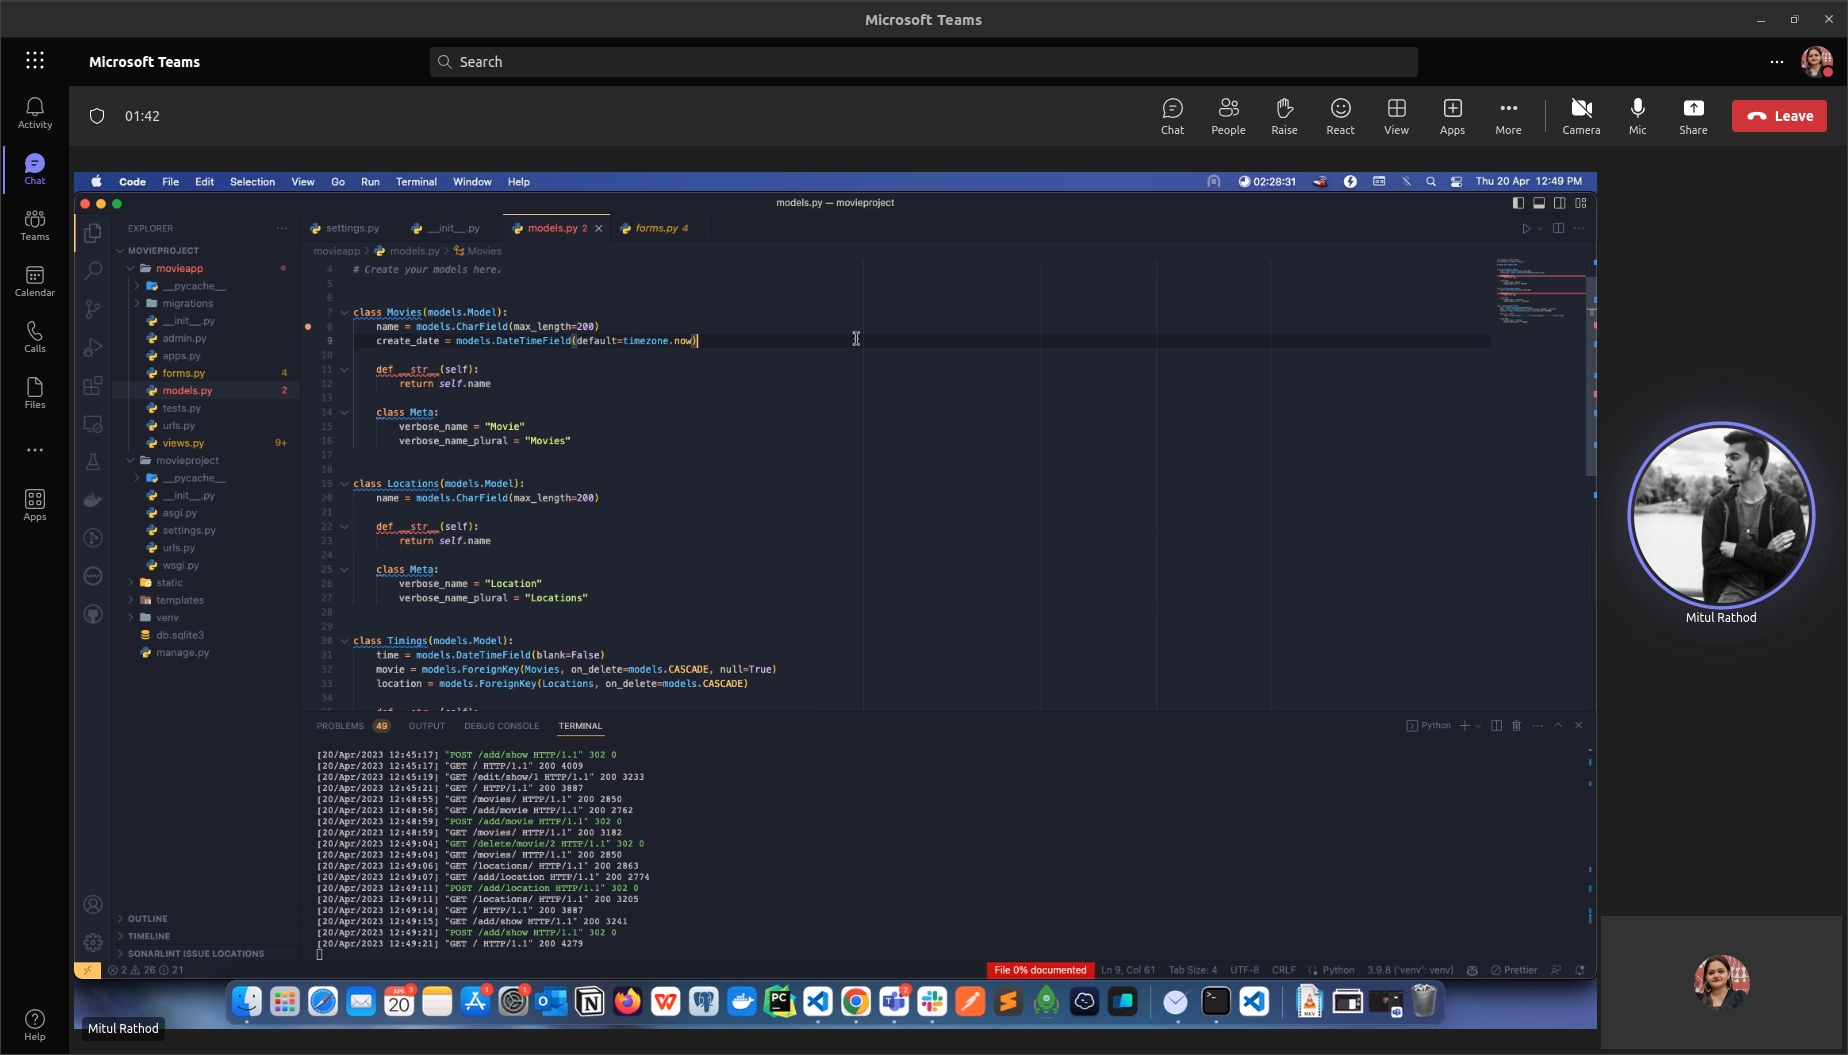 Microsoft Teams
Microsoft Teams
Search
01:42
Chat
People
Raise
React
View
Apps
More
Camera
Mic
Share
Leave
Activity
Chat
Teams
Calendar
Calls
Files
Apps
Help
Code File Edit Selection View Go Run Terminal Window Help
02:28:31
Thu 20 Apr 12:49 PM
models.py — movieproject
EXPLORER
MOVIEPROJECT
movieapp
__pycache__
migrations
__init__.py
admin.py
apps.py
forms.py 4
models.py 2
tests.py
urls.py
views.py 9+
movieproject
__pycache__
__init__.py
asgi.py
settings.py
urls.py
wsgi.py
static
templates
venv
db.sqlite3
manage.py
OUTLINE
TIMELINE
SONARLINT ISSUE LOCATIONS
settings.py
__init__.py
models.py 2
forms.py 4
movieapp > models.py > Movies
4 # Create your models here.
5
6
7 class Movies(models.Model):
8 name = models.CharField(max_length=200)
9 create_date = models.DateTimeField(default=timezone.now)
10
11 def __str__(self):
12 return self.name
13
14 class Meta:
15 verbose_name = "Movie"
16 verbose_name_plural = "Movies"
17
18
19 class Locations(models.Model):
20 name = models.CharField(max_length=200)
21
22 def __str__(self):
23 return self.name
24
25 class Meta:
26 verbose_name = "Location"
27 verbose_name_plural = "Locations"
28
29
30 class Timings(models.Model):
31 time = models.DateTimeField(blank=False)
32 movie = models.ForeignKey(Movies, on_delete=models.CASCADE, null=True)
33 location = models.ForeignKey(Locations, on_delete=models.CASCADE)
34
PROBLEMS 49 OUTPUT DEBUG CONSOLE TERMINAL
Python
[20/Apr/2023 12:45:17] "POST /add/show HTTP/1.1" 302 0
[20/Apr/2023 12:45:17] "GET / HTTP/1.1" 200 4009
[20/Apr/2023 12:45:19] "GET /edit/show/1 HTTP/1.1" 200 3233
[20/Apr/2023 12:45:21] "GET / HTTP/1.1" 200 3887
[20/Apr/2023 12:48:55] "GET /movies/ HTTP/1.1" 200 2850
[20/Apr/2023 12:48:56] "GET /add/movie HTTP/1.1" 200 2762
[20/Apr/2023 12:48:59] "POST /add/movie HTTP/1.1" 302 0
[20/Apr/2023 12:48:59] "GET /movies/ HTTP/1.1" 200 3182
[20/Apr/2023 12:49:04] "GET /delete/movie/2 HTTP/1.1" 302 0
[20/Apr/2023 12:49:04] "GET /movies/ HTTP/1.1" 200 2850
[20/Apr/2023 12:49:06] "GET /locations/ HTTP/1.1" 200 2863
[20/Apr/2023 12:49:07] "GET /add/location HTTP/1.1" 200 2774
[20/Apr/2023 12:49:11] "POST /add/location HTTP/1.1" 302 0
[20/Apr/2023 12:49:11] "GET /locations/ HTTP/1.1" 200 3205
[20/Apr/2023 12:49:14] "GET / HTTP/1.1" 200 3887
[20/Apr/2023 12:49:15] "GET /add/show HTTP/1.1" 200 3241
[20/Apr/2023 12:49:21] "POST /add/show HTTP/1.1" 302 0
[20/Apr/2023 12:49:21] "GET / HTTP/1.1" 200 4279
2 26 21
File 0% documented
Ln 9, Col 61
Tab Size: 4
UTF-8
CRLF
Python
3.9.8 ('venv': venv)
Prettier
APR
20
3
1
1
PC
2
MKV
Mitul Rathod
Mitul Rathod